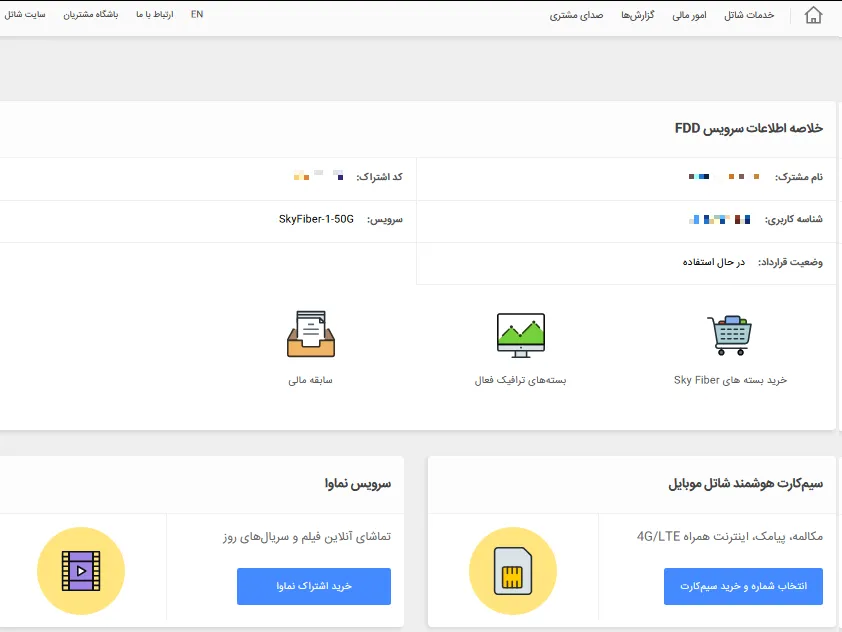 خدمات شاتل امور مالی گزارش‌ها صدای مشتری EN ارتباط با ما باشگاه مشتریان سایت شاتل
خلاصه اطلاعات سرویس FDD
نام مشترک: کد اشتراک:
شناسه کاربری: سرویس: SkyFiber-1-50G
وضعیت قرارداد: در حال استفاده
خرید بسته های Sky Fiber بسته‌های ترافیک فعال سابقه مالی
سیم‌کارت هوشمند شاتل موبایل
مکالمه، پیامک، اینترنت همراه 4G/LTE
انتخاب شماره و خرید سیم‌کارت
سرویس نماوا
تماشای آنلاین فیلم و سریال‌های روز
خرید اشتراک نماوا